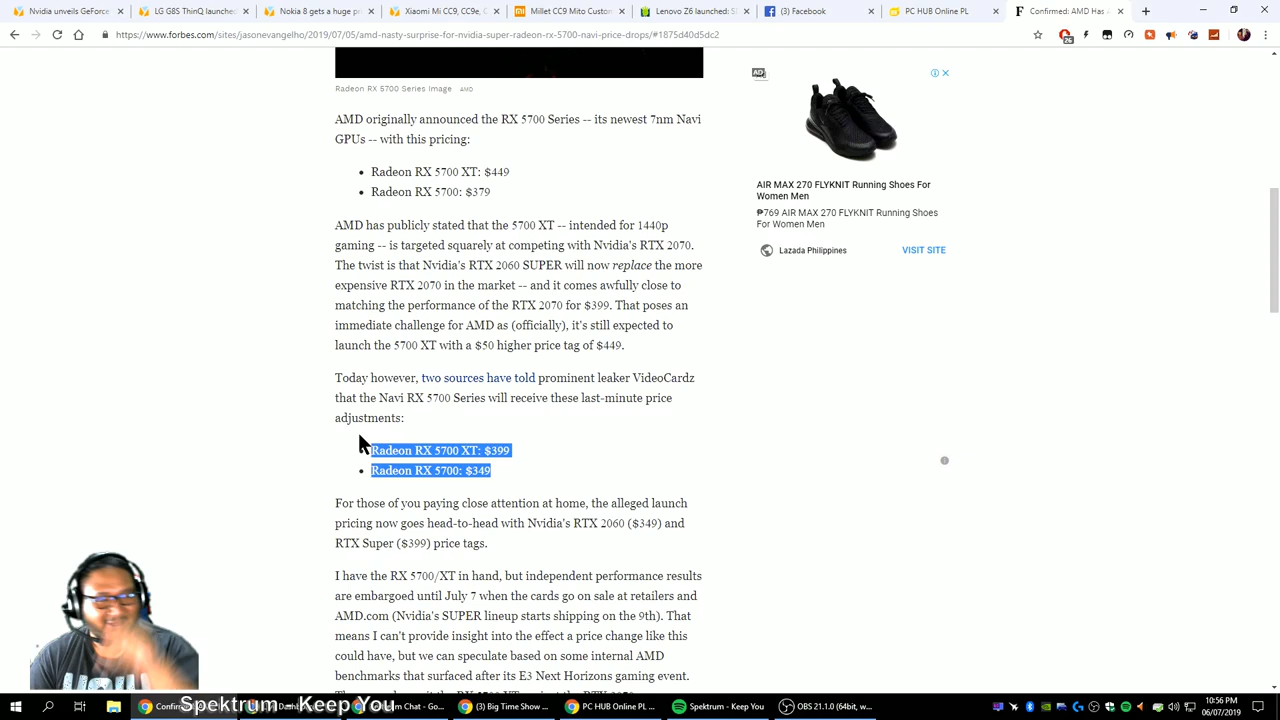 Nvidia unveils GeForce
LG G8S ThinQ launched
Nokia 8 gets a huge pr
Xiaomi Mi CC9, CC9e, C
Millet CC9 Mito Custom
Lenovo Z6 launched: S
(3) Facebook
PC HUB Online PL
Confirmed: AMD Has A
https://www.forbes.com/sites/jasonevangelho/2019/07/05/amd-nasty-surprise-for-nvidia-super-radeon-rx-5700-navi-price-drops/#1875d40d5dc2
26
Radeon RX 5700 Series Image AMD
AMD originally announced the RX 5700 Series -- its newest 7nm Navi
GPUs -- with this pricing:
Radeon RX 5700 XT: $449
Radeon RX 5700: $379
AMD has publicly stated that the 5700 XT -- intended for 1440p
gaming -- is targeted squarely at competing with Nvidia's RTX 2070.
The twist is that Nvidia's RTX 2060 SUPER will now replace the more
expensive RTX 2070 in the market -- and it comes awfully close to
matching the performance of the RTX 2070 for $399. That poses an
immediate challenge for AMD as (officially), it's still expected to
launch the 5700 XT with a $50 higher price tag of $449.
Today however, two sources have told prominent leaker VideoCardz
that the Navi RX 5700 Series will receive these last-minute price
adjustments:
Radeon RX 5700 XT: $399
Radeon RX 5700: $349
For those of you paying close attention at home, the alleged launch
pricing now goes head-to-head with Nvidia's RTX 2060 ($349) and
RTX Super ($399) price tags.
I have the RX 5700/XT in hand, but independent performance results
are embargoed until July 7 when the cards go on sale at retailers and
AMD.com (Nvidia's SUPER lineup starts shipping on the 9th). That
means I can't provide insight into the effect a price change like this
could have, but we can speculate based on some internal AMD
benchmarks that surfaced after its E3 Next Horizons gaming event.
AD
AIR MAX 270 FLYKNIT Running Shoes For
Women Men
₱769 AIR MAX 270 FLYKNIT Running Shoes
For Women Men
Lazada Philippines
VISIT SITE
Spektrum - Keep You
(3) Big Time Show ...
PC HUB Online PL ...
Spektrum - Keep You
OBS 21.1.0 (64bit, w...
10:56 PM
06/07/2019